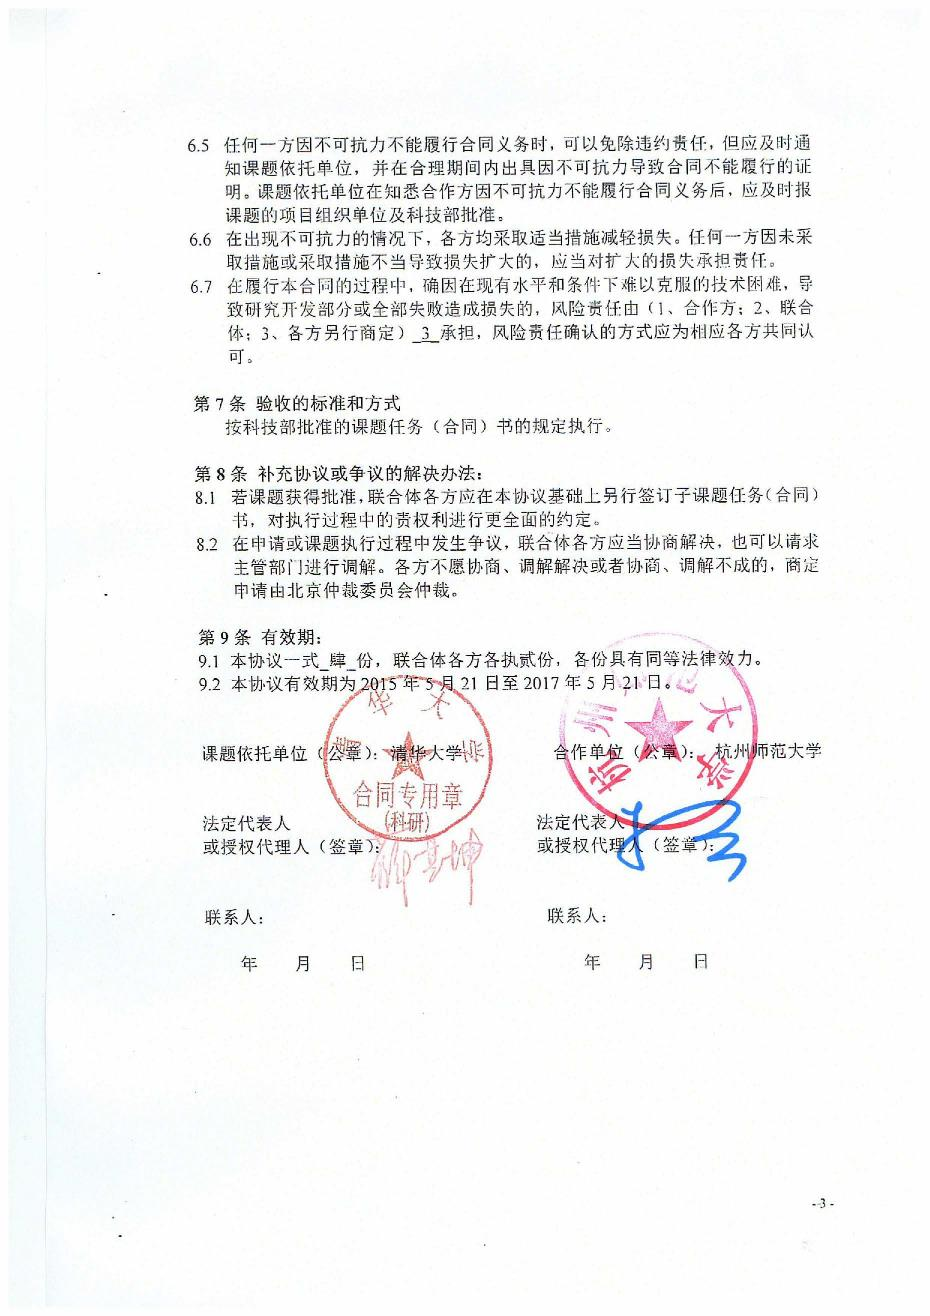 6.5 任何一方因不可抗力不能履行合同义务时，可以免除违约责任，但应及时通
知课题依托单位，并在合理期间内出具因不可抗力导致合同不能履行的证
明。课题依托单位在知悉合作方因不可抗力不能履行合同义务后，应及时报
课题的项目组织单位及科技部批准。
6.6 在出现不可抗力的情况下，各方均采取适当措施减轻损失。任何一方因未采
取措施或采取措施不当导致损失扩大的，应当对扩大的损失承担责任。
6.7 在履行本合同的过程中，确因在现有水平和条件下难以克服的技术困难，导
致研究开发部分或全部失败造成损失的，风险责任由（1、合作方；2、联合
体；3、各方另行商定）_3_承担，风险责任确认的方式应为相应各方共同认
可。
第 7 条 验收的标准和方式
按科技部批准的课题任务（合同）书的规定执行。
第 8 条 补充协议或争议的解决办法：
8.1 若课题获得批准，联合体各方应在本协议基础上另行签订子课题任务（合同）
书，对执行过程中的责权利进行更全面的约定。
8.2 在申请或课题执行过程中发生争议，联合体各方应当协商解决，也可以请求
主管部门进行调解。各方不愿协商、调解解决或者协商、调解不成的，商定
申请由北京仲裁委员会仲裁。
第 9 条 有效期：
9.1 本协议一式_肆_份，联合体各方各执贰份，各份具有同等法律效力。
9.2 本协议有效期为 2015 年 5 月 21 日至 2017 年 5 月 21 日。
清华大学
合同专用章
(科研)
杭州师范大学
课题依托单位（公章）：清华大学 合作单位（公章）： 杭州师范大学
法定代表人 法定代表人
或授权代理人（签章）： 或授权代理人（签章）：
联系人： 联系人：
年 月 日 年 月 日
- 3 -